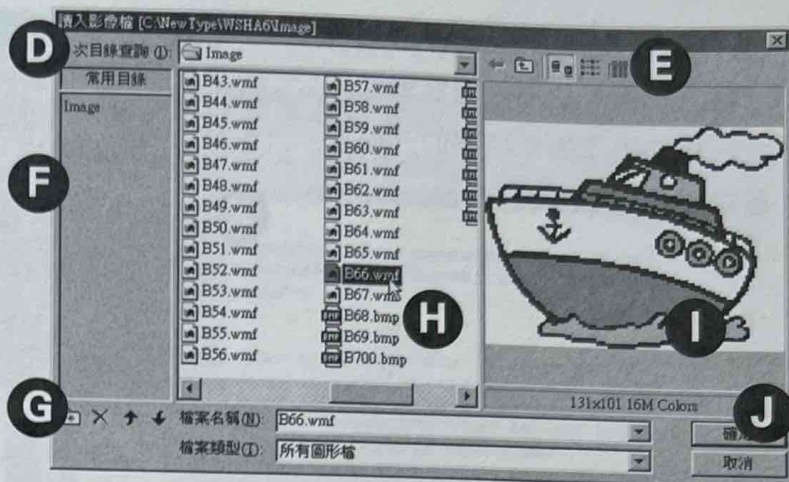 讀入影像檔 [C:\NewType\WSHA6\Image]
D
次目錄查詢 (I):
Image
E
常用目錄
Image
F
B43.wmf
B44.wmf
B45.wmf
B46.wmf
B47.wmf
B48.wmf
B49.wmf
B50.wmf
B51.wmf
B52.wmf
B53.wmf
B54.wmf
B55.wmf
B56.wmf
B57.wmf
B58.wmf
B59.wmf
B60.wmf
B61.wmf
B62.wmf
B63.wmf
B64.wmf
B65.wmf
B66.wmf
B67.wmf
B68.bmp
B69.bmp
B700.bmp
H
I
131x101 16M Colors
G
檔案名稱(N):
B66.wmf
J
檔案類型(T):
所有圖形檔
取消